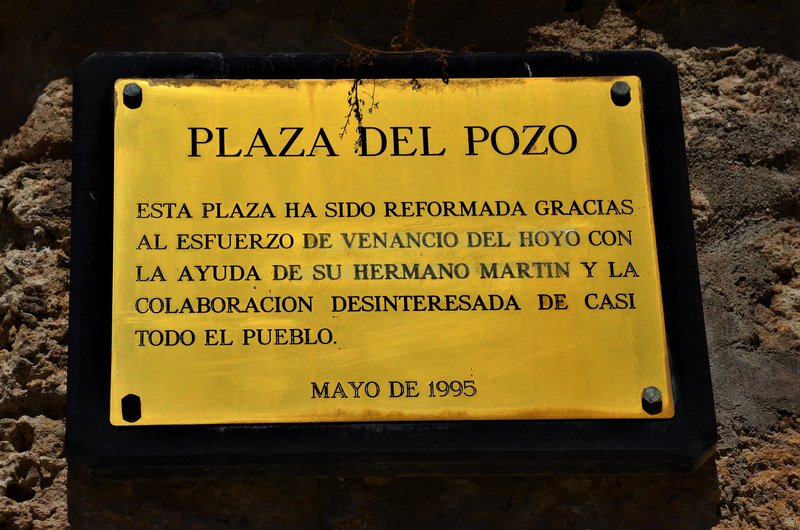 PLAZA DEL POZO
ESTA PLAZA HA SIDO REFORMADA GRACIAS
AL ESFUERZO DE VENANCIO DEL HOYO CON
LA AYUDA DE SU HERMANO MARTIN Y LA
COLABORACION DESINTERESADA DE CASI
TODO EL PUEBLO.
MAYO DE 1995